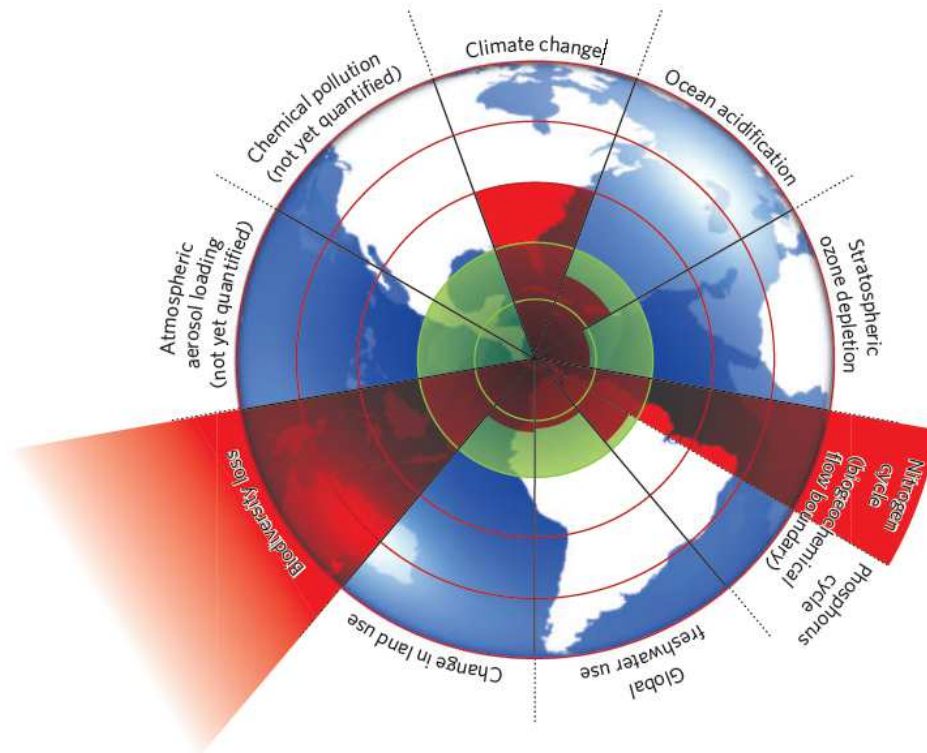 Climate change
Ocean acidification
Stratospheric
ozone depletion
Nitrogen
cycle
(biogeochemical
flow boundary)
Phosphorus
cycle
Global
freshwater use
Change in land use
Biodiversity loss
Atmospheric
aerosol loading
(not yet quantified)
Chemical pollution
(not yet quantified)